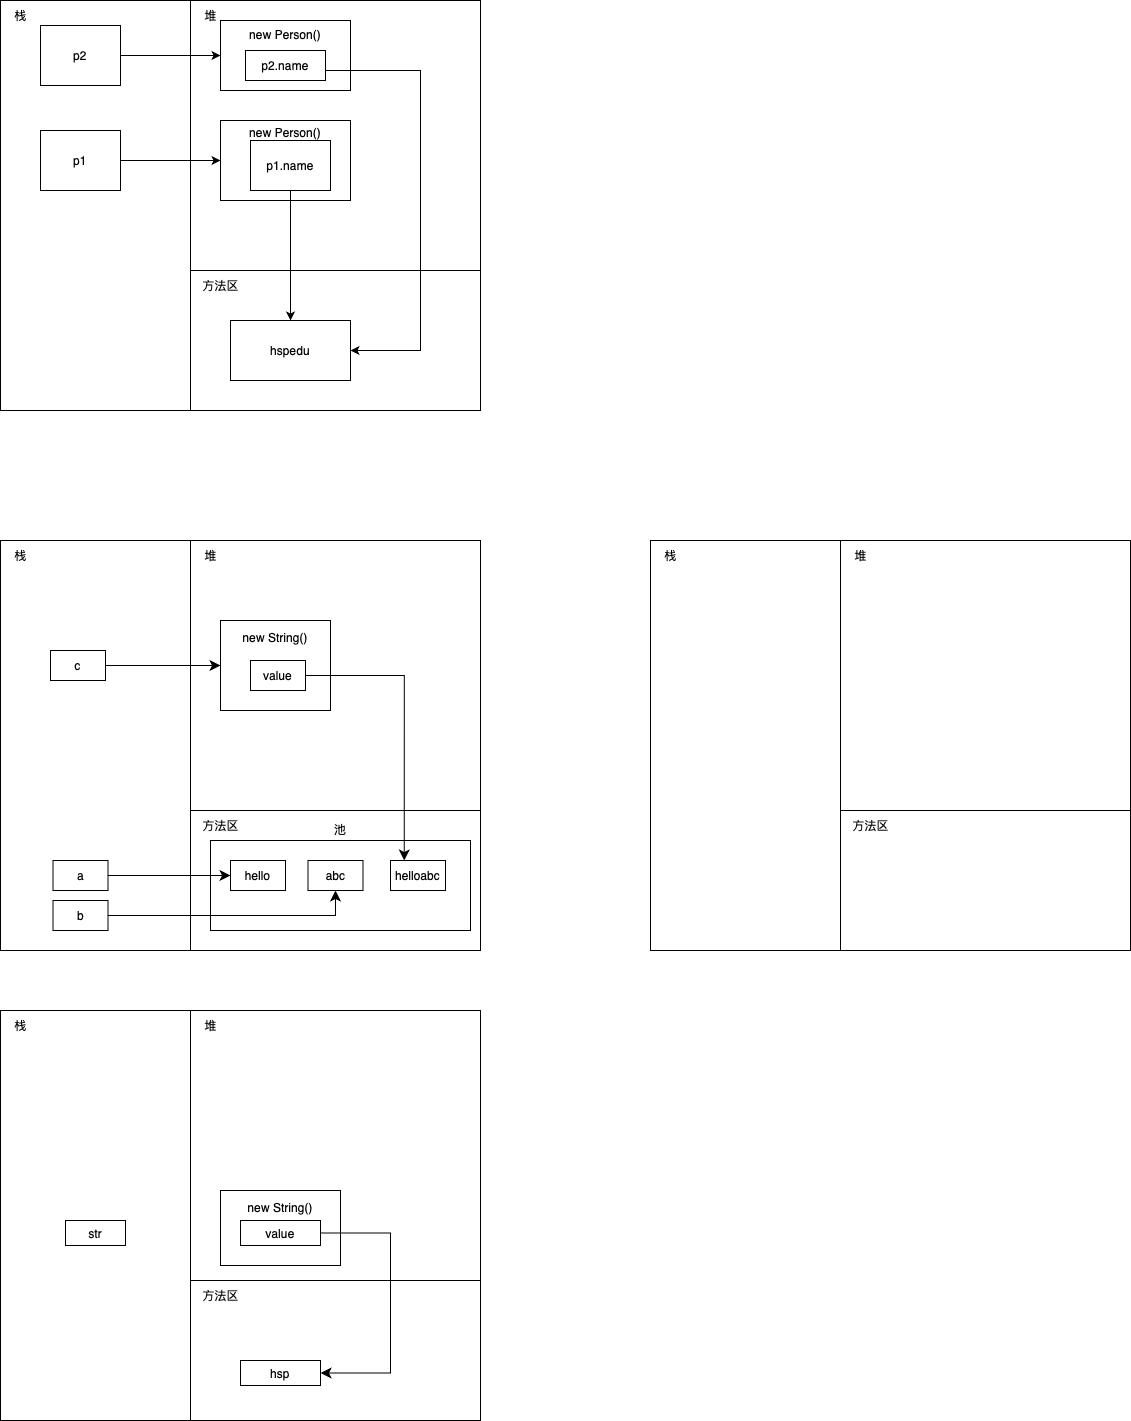 栈
堆
new Person()
p2
p2.name
new Person()
p1
p1.name
方法区
hspedu
栈
堆
new String()
c
value
方法区
池
a
hello
abc
helloabc
b
栈
堆
方法区
栈
堆
new String()
str
value
方法区
hsp